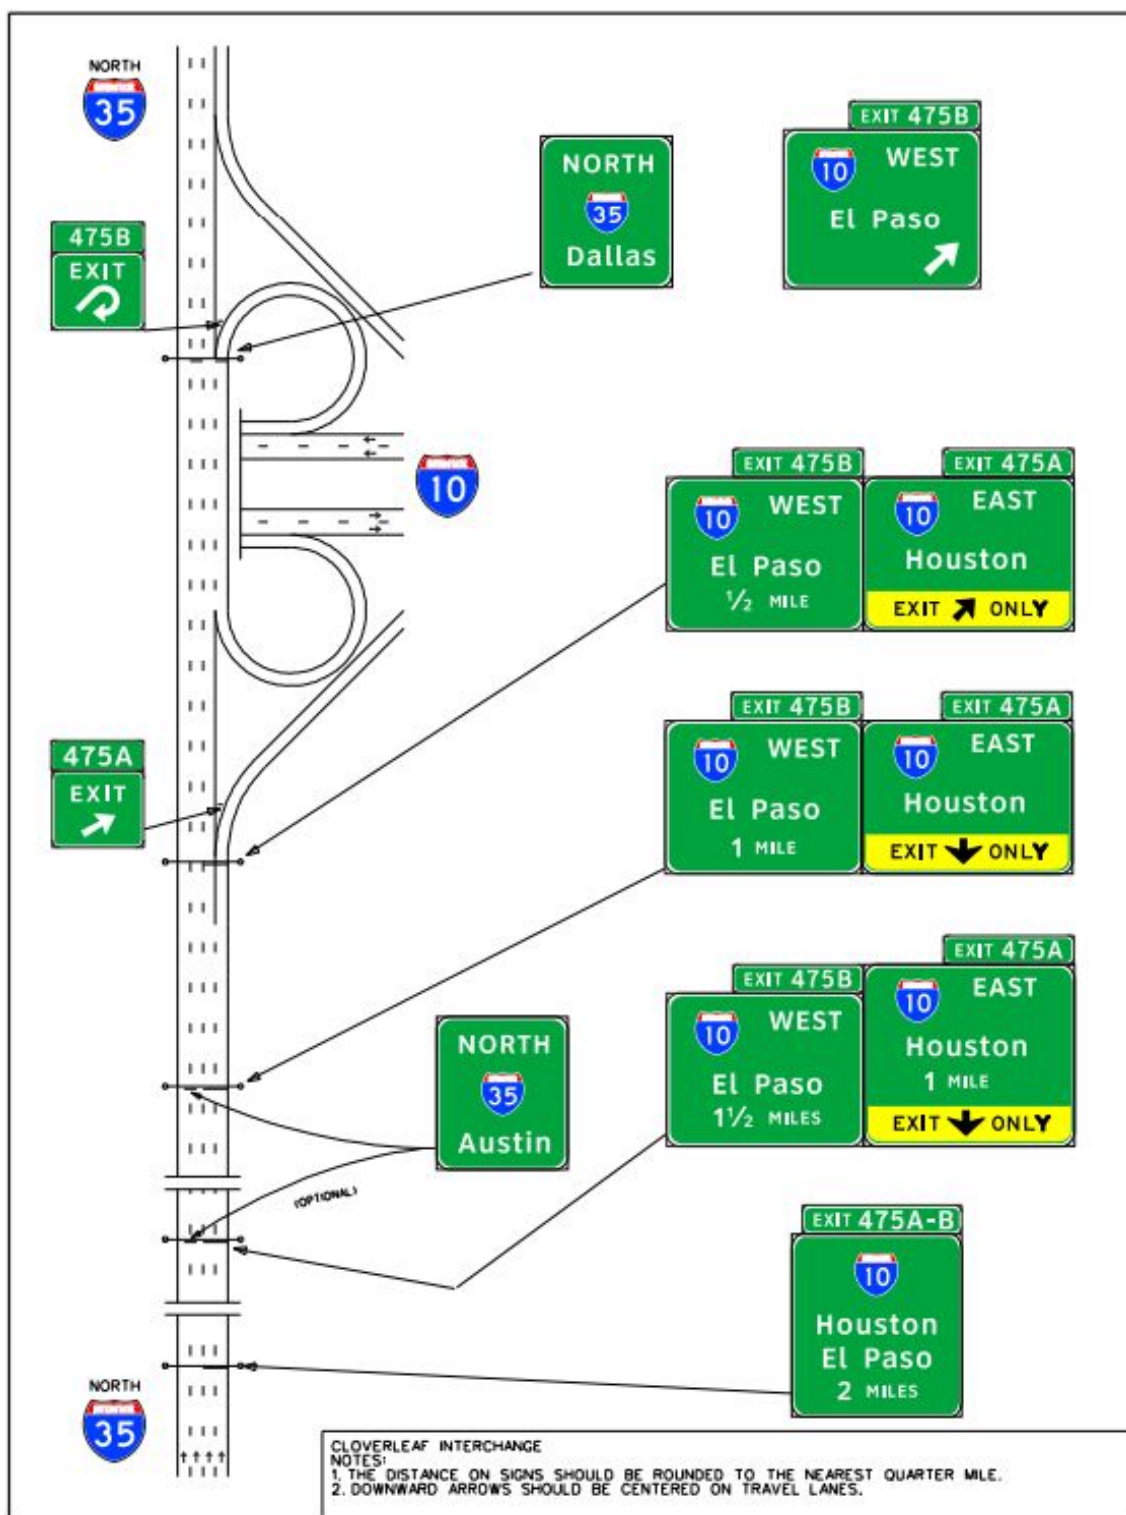 NORTH
35
475B
EXIT
NORTH
35
Dallas
EXIT 475B
10 WEST
El Paso
10
EXIT 475B
10 WEST
El Paso
1/2 MILE
EXIT 475A
10 EAST
Houston
EXIT ONLY
475A
EXIT
EXIT 475B
10 WEST
El Paso
1 MILE
EXIT 475A
10 EAST
Houston
EXIT ONLY
NORTH
35
Austin
(OPTIONAL)
EXIT 475B
10 WEST
El Paso
1 1/2 MILES
EXIT 475A
10 EAST
Houston
1 MILE
EXIT ONLY
EXIT 475A-B
10
Houston
El Paso
2 MILES
NORTH
35
CLOVERLEAF INTERCHANGE
NOTES:
1. THE DISTANCE ON SIGNS SHOULD BE ROUNDED TO THE NEAREST QUARTER MILE.
2. DOWNWARD ARROWS SHOULD BE CENTERED ON TRAVEL LANES.